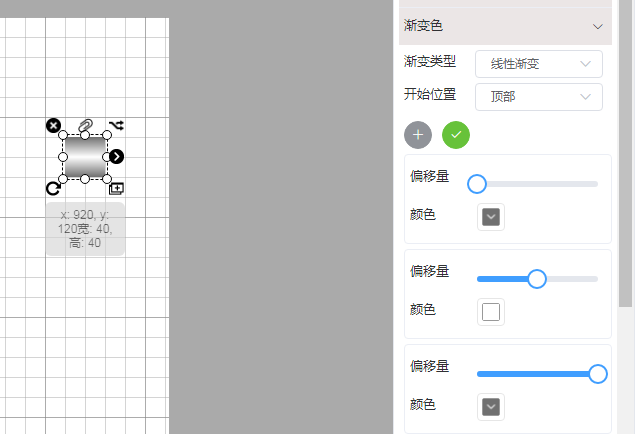 渐变色
渐变类型
线性渐变
开始位置
顶部
x: 920, y:
120宽: 40,
高: 40
偏移量
颜色
偏移量
颜色
偏移量
颜色